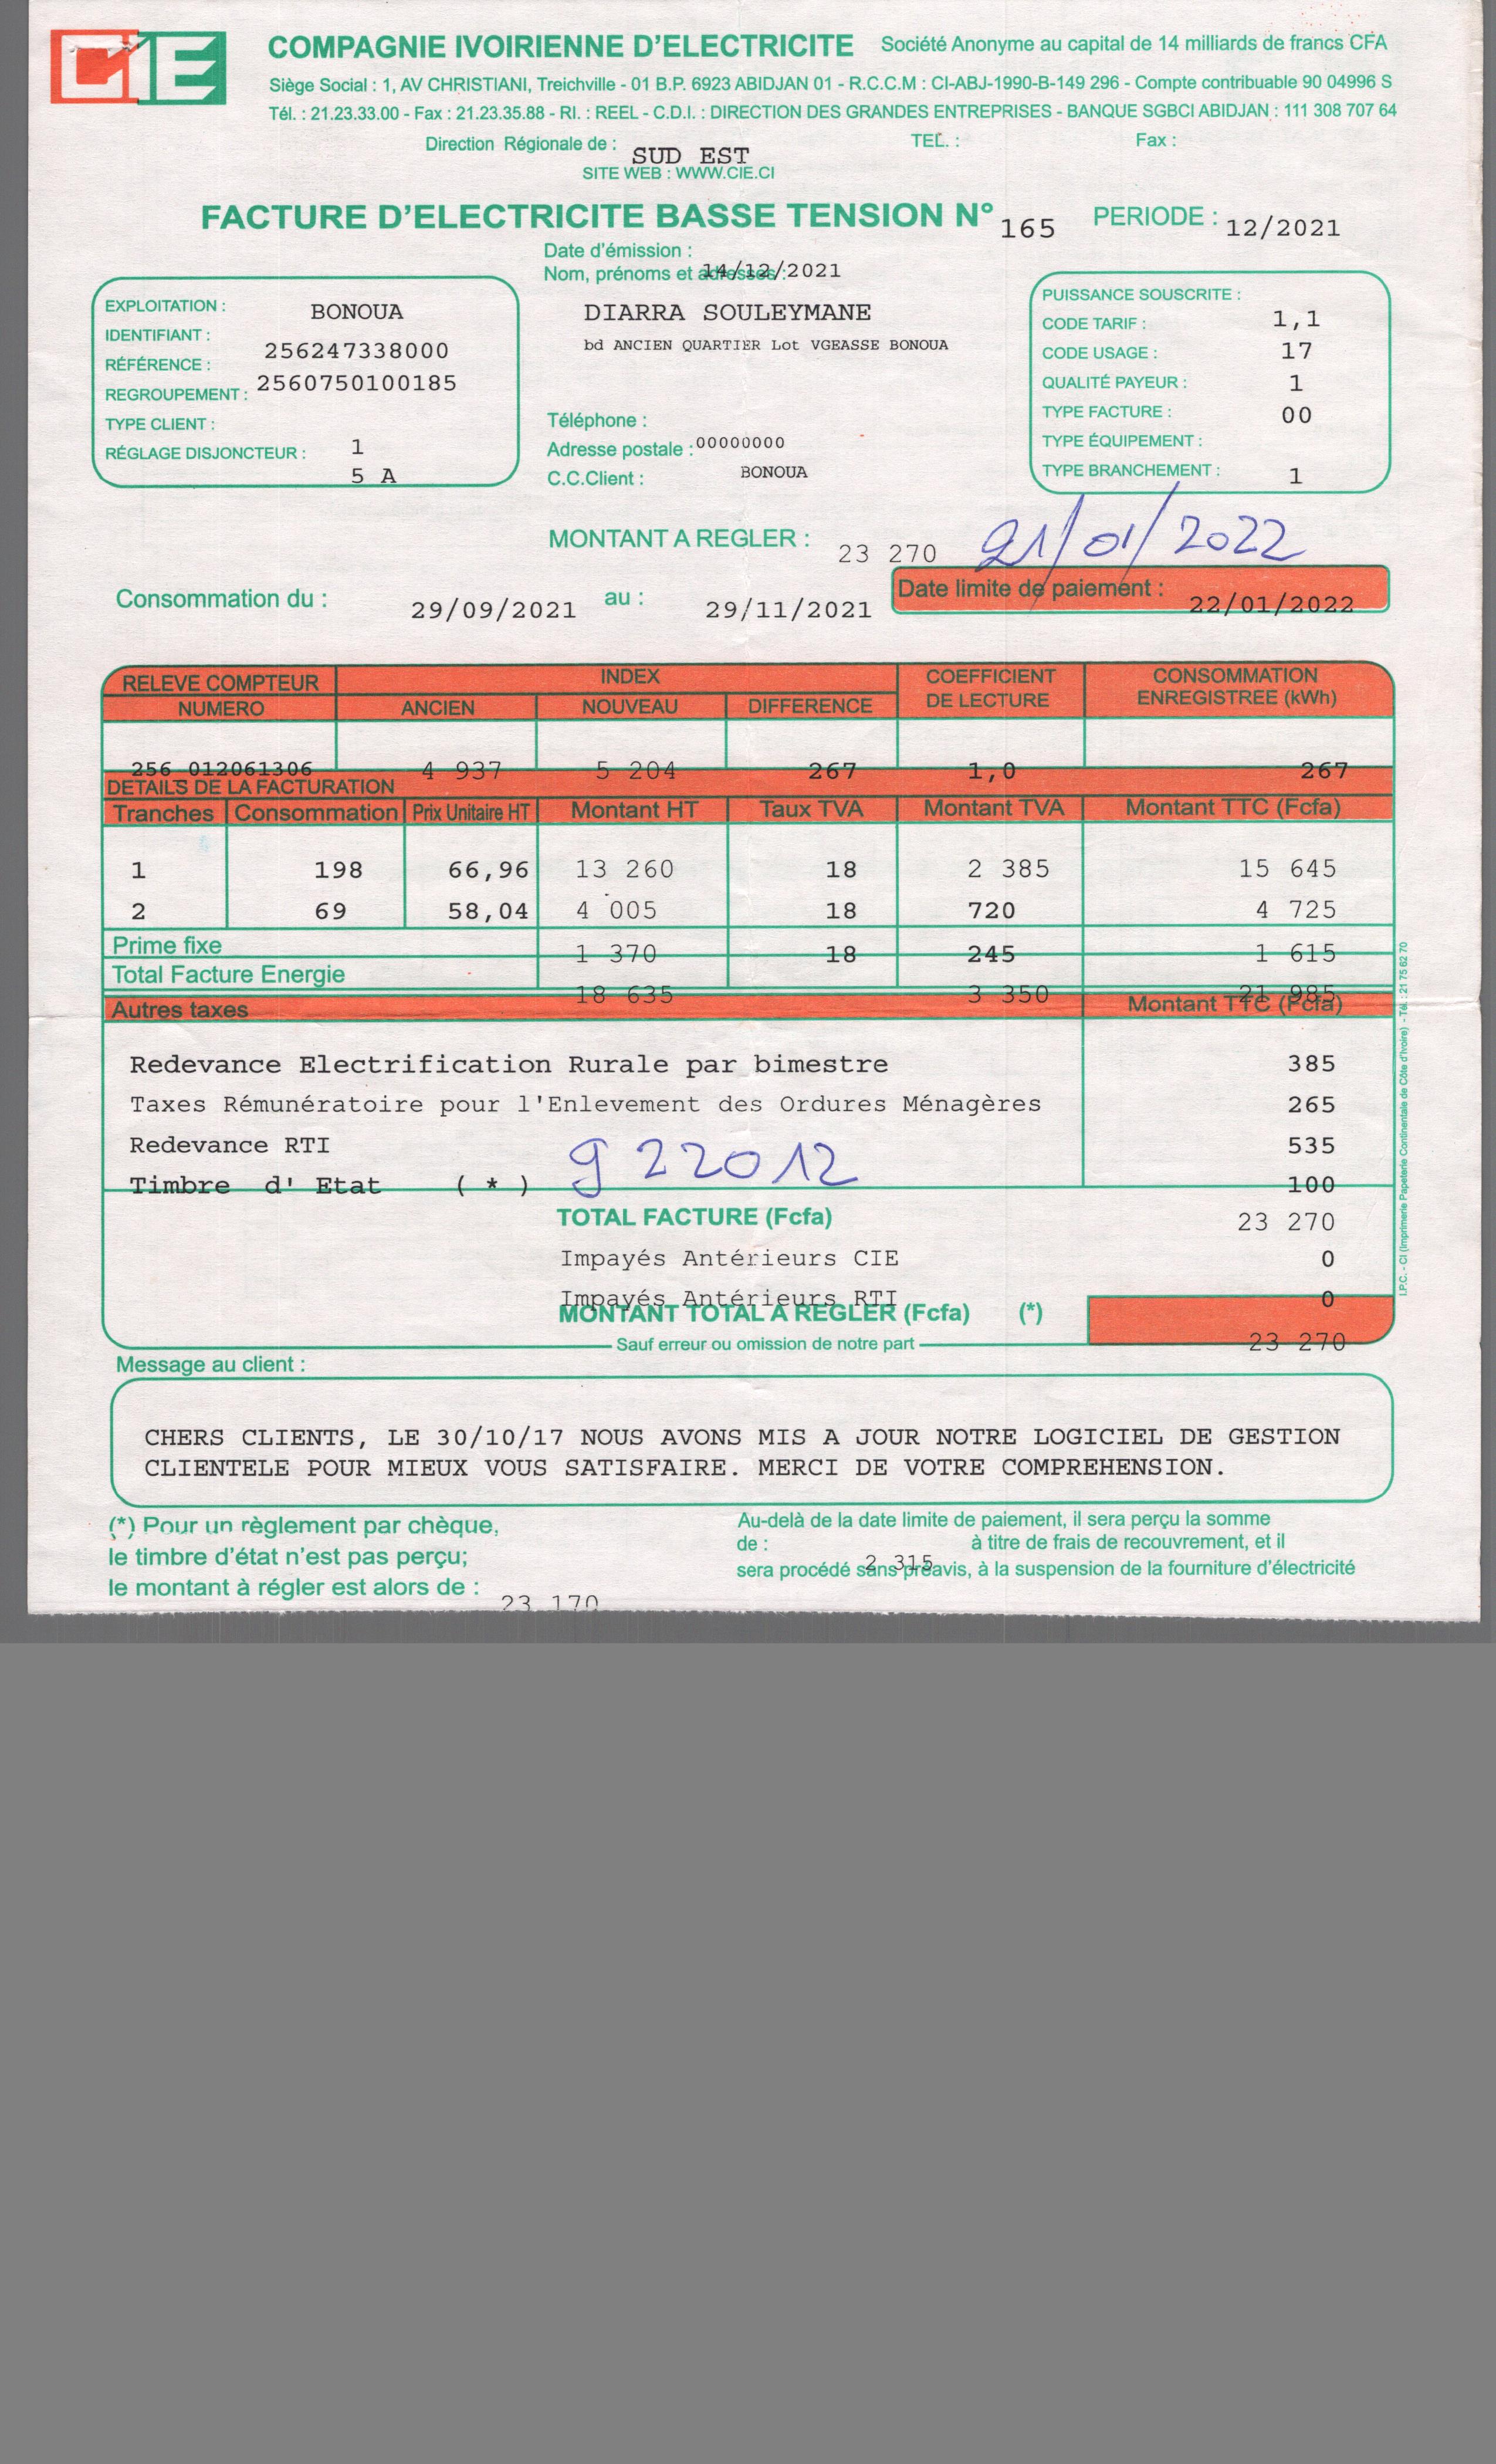 CIE
COMPAGNIE IVOIRIENNE D'ELECTRICITE Société Anonyme au capital de 14 milliards de francs CFA
Siège Social : 1, AV CHRISTIANI, Treichville - 01 B.P. 6923 ABIDJAN 01 - R.C.C.M : CI-ABJ-1990-B-149 296 - Compte contribuable 90 04996 S
Tél. : 21.23.33.00 - Fax : 21.23.35.88 - RI. : REEL - C.D.I. : DIRECTION DES GRANDES ENTREPRISES - BANQUE SGBCI ABIDJAN : 111 308 707 64
Direction Régionale de : SUD EST TEL. : Fax :
SITE WEB : WWW.CIE.CI
FACTURE D'ELECTRICITE BASSE TENSION N° 165 PERIODE : 12/2021
Date d'émission :
Nom, prénoms et adresses : 14/12/2021
EXPLOITATION : BONOUA
IDENTIFIANT :
256247338000
RÉFÉRENCE :
REGROUPEMENT : 2560750100185
TYPE CLIENT :
RÉGLAGE DISJONCTEUR : 1
5 A
DIARRA SOULEYMANE
bd ANCIEN QUARTIER Lot VGEASSE BONOUA
Téléphone :
Adresse postale : 00000000
C.C.Client : BONOUA
PUISSANCE SOUSCRITE :
CODE TARIF : 1,1
CODE USAGE : 17
QUALITÉ PAYEUR : 1
TYPE FACTURE : 00
TYPE ÉQUIPEMENT :
TYPE BRANCHEMENT : 1
MONTANT A REGLER : 23 270 21/01/2022
Consommation du : 29/09/2021 au : 29/11/2021 Date limite de paiement : 22/01/2022
RELEVE COMPTEUR INDEX COEFFICIENT CONSOMMATION
NUMERO ANCIEN NOUVEAU DIFFERENCE DE LECTURE ENREGISTREE (kWh)
256 012061306 4 937 5 204 267 1,0 267
DETAILS DE LA FACTURATION
Tranches Consommation Prix Unitaire HT Montant HT Taux TVA Montant TVA Montant TTC (Fcfa)
1 198 66,96 13 260 18 2 385 15 645
2 69 58,04 4 005 18 720 4 725
Prime fixe 1 370 18 245 1 615
Total Facture Energie 18 635 3 350 21 985
Autres taxes Montant TTC (Fcfa)
Redevance Electrification Rurale par bimestre 385
Taxes Rémunératoire pour l'Enlevement des Ordures Ménagères 265
Redevance RTI 535
Timbre d' Etat ( * ) 922012 100
TOTAL FACTURE (Fcfa) 23 270
Impayés Antérieurs CIE 0
Impayés Antérieurs RTI 0
MONTANT TOTAL A REGLER (Fcfa) (*) 23 270
Sauf erreur ou omission de notre part
I.P.C. - CI (Imprimerie Papeterie Continentale de Côte d'Ivoire) - Tél. : 21 75 62 70
Message au client :
CHERS CLIENTS, LE 30/10/17 NOUS AVONS MIS A JOUR NOTRE LOGICIEL DE GESTION
CLIENTELE POUR MIEUX VOUS SATISFAIRE. MERCI DE VOTRE COMPREHENSION.
(*) Pour un règlement par chèque,
le timbre d'état n'est pas perçu;
le montant à régler est alors de : 23 170
Au-delà de la date limite de paiement, il sera perçu la somme
de : 2 315 à titre de frais de recouvrement, et il
sera procédé sans préavis, à la suspension de la fourniture d'électricité